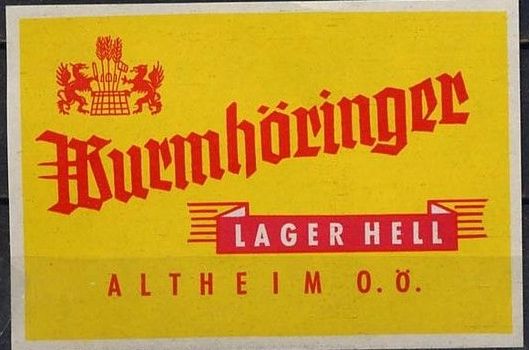 Wurmhöringer
LAGER HELL
ALTHEIM O.Ö.